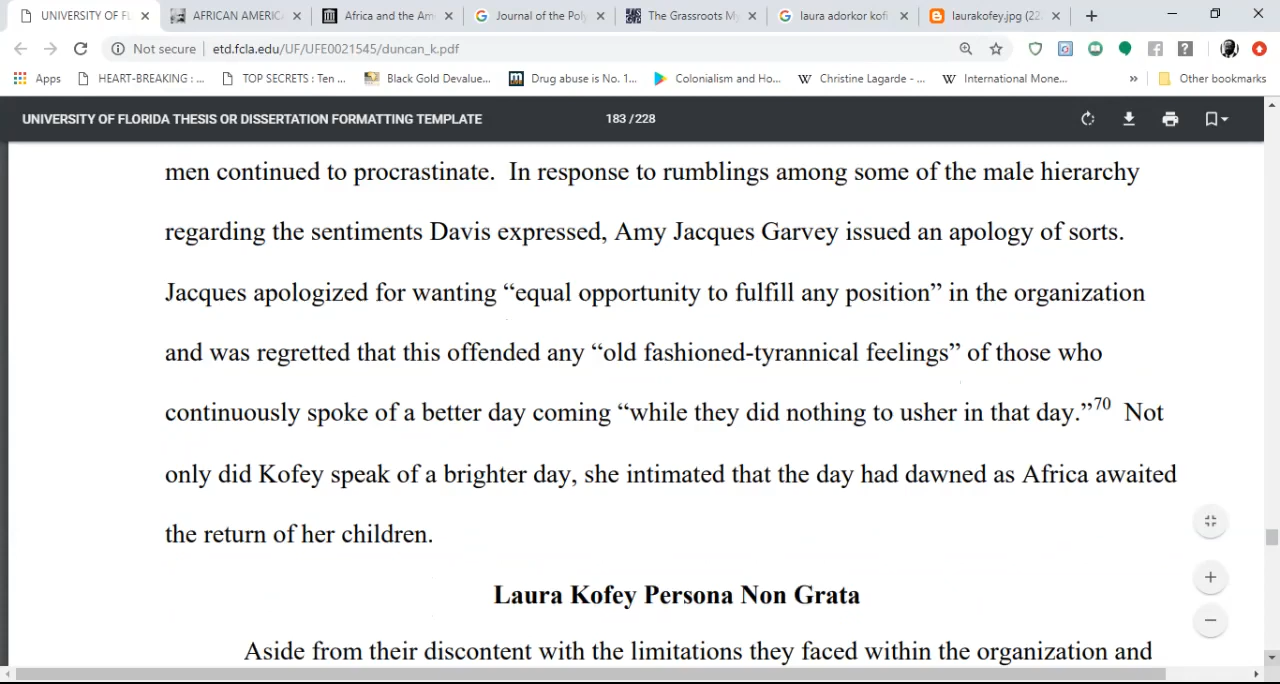 UNIVERSITY OF FL
AFRICAN AMERIC
Africa and the Am
Journal of the Pol
The Grassroots M
laura adorkor kofi
laurakofey.jpg (22
Not secure | etd.fcla.edu/UF/UFE0021545/duncan_k.pdf
Apps
HEART-BREAKING : ...
TOP SECRETS : Ten ...
Black Gold Devalue...
Drug abuse is No. 1...
Colonialism and Ho...
Christine Lagarde - ...
International Mone...
» Other bookmarks
UNIVERSITY OF FLORIDA THESIS OR DISSERTATION FORMATTING TEMPLATE
183 / 228
men continued to procrastinate. In response to rumblings among some of the male hierarchy
regarding the sentiments Davis expressed, Amy Jacques Garvey issued an apology of sorts.
Jacques apologized for wanting “equal opportunity to fulfill any position” in the organization
and was regretted that this offended any “old fashioned-tyrannical feelings” of those who
continuously spoke of a better day coming “while they did nothing to usher in that day.”70 Not
only did Kofey speak of a brighter day, she intimated that the day had dawned as Africa awaited
the return of her children.
Laura Kofey Persona Non Grata
Aside from their discontent with the limitations they faced within the organization and